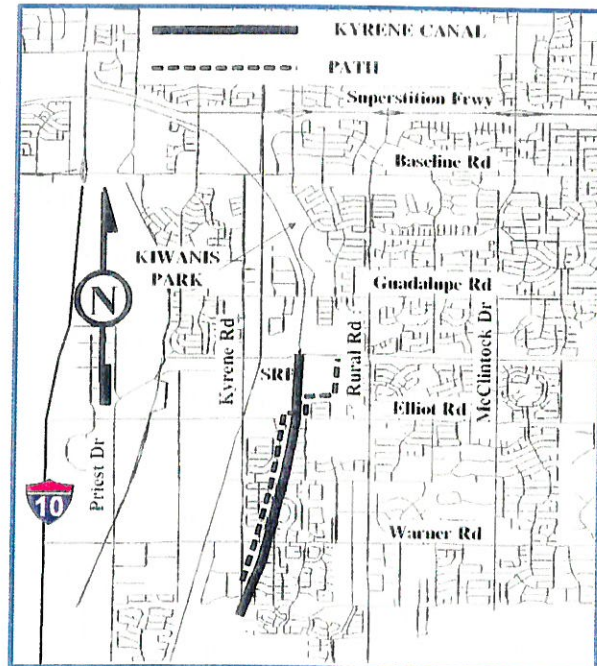 KYRENE CANAL
PATH
Superstition Frwy
Baseline Rd
KIWANIS
PARK
Guadalupe Rd
N
Kyrene Rd
Rural Rd
McClintock Dr
SRP
Elliot Rd
Priest Dr
10
Warner Rd